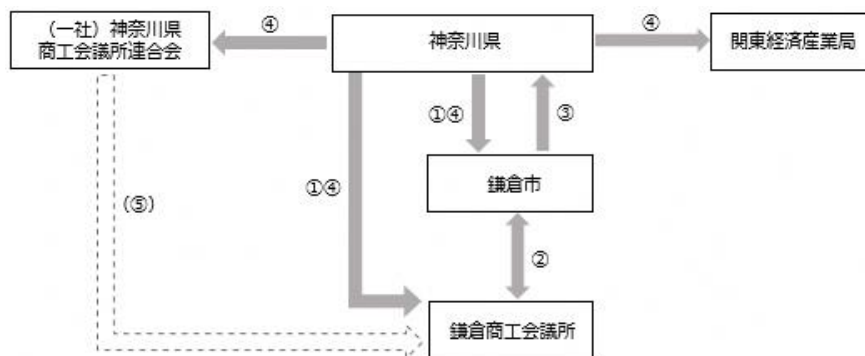 （一社）神奈川県
商工会議所連合会
④
神奈川県
④
関東経済産業局
①④
③
鎌倉市
①④
（⑤）
②
鎌倉商工会議所